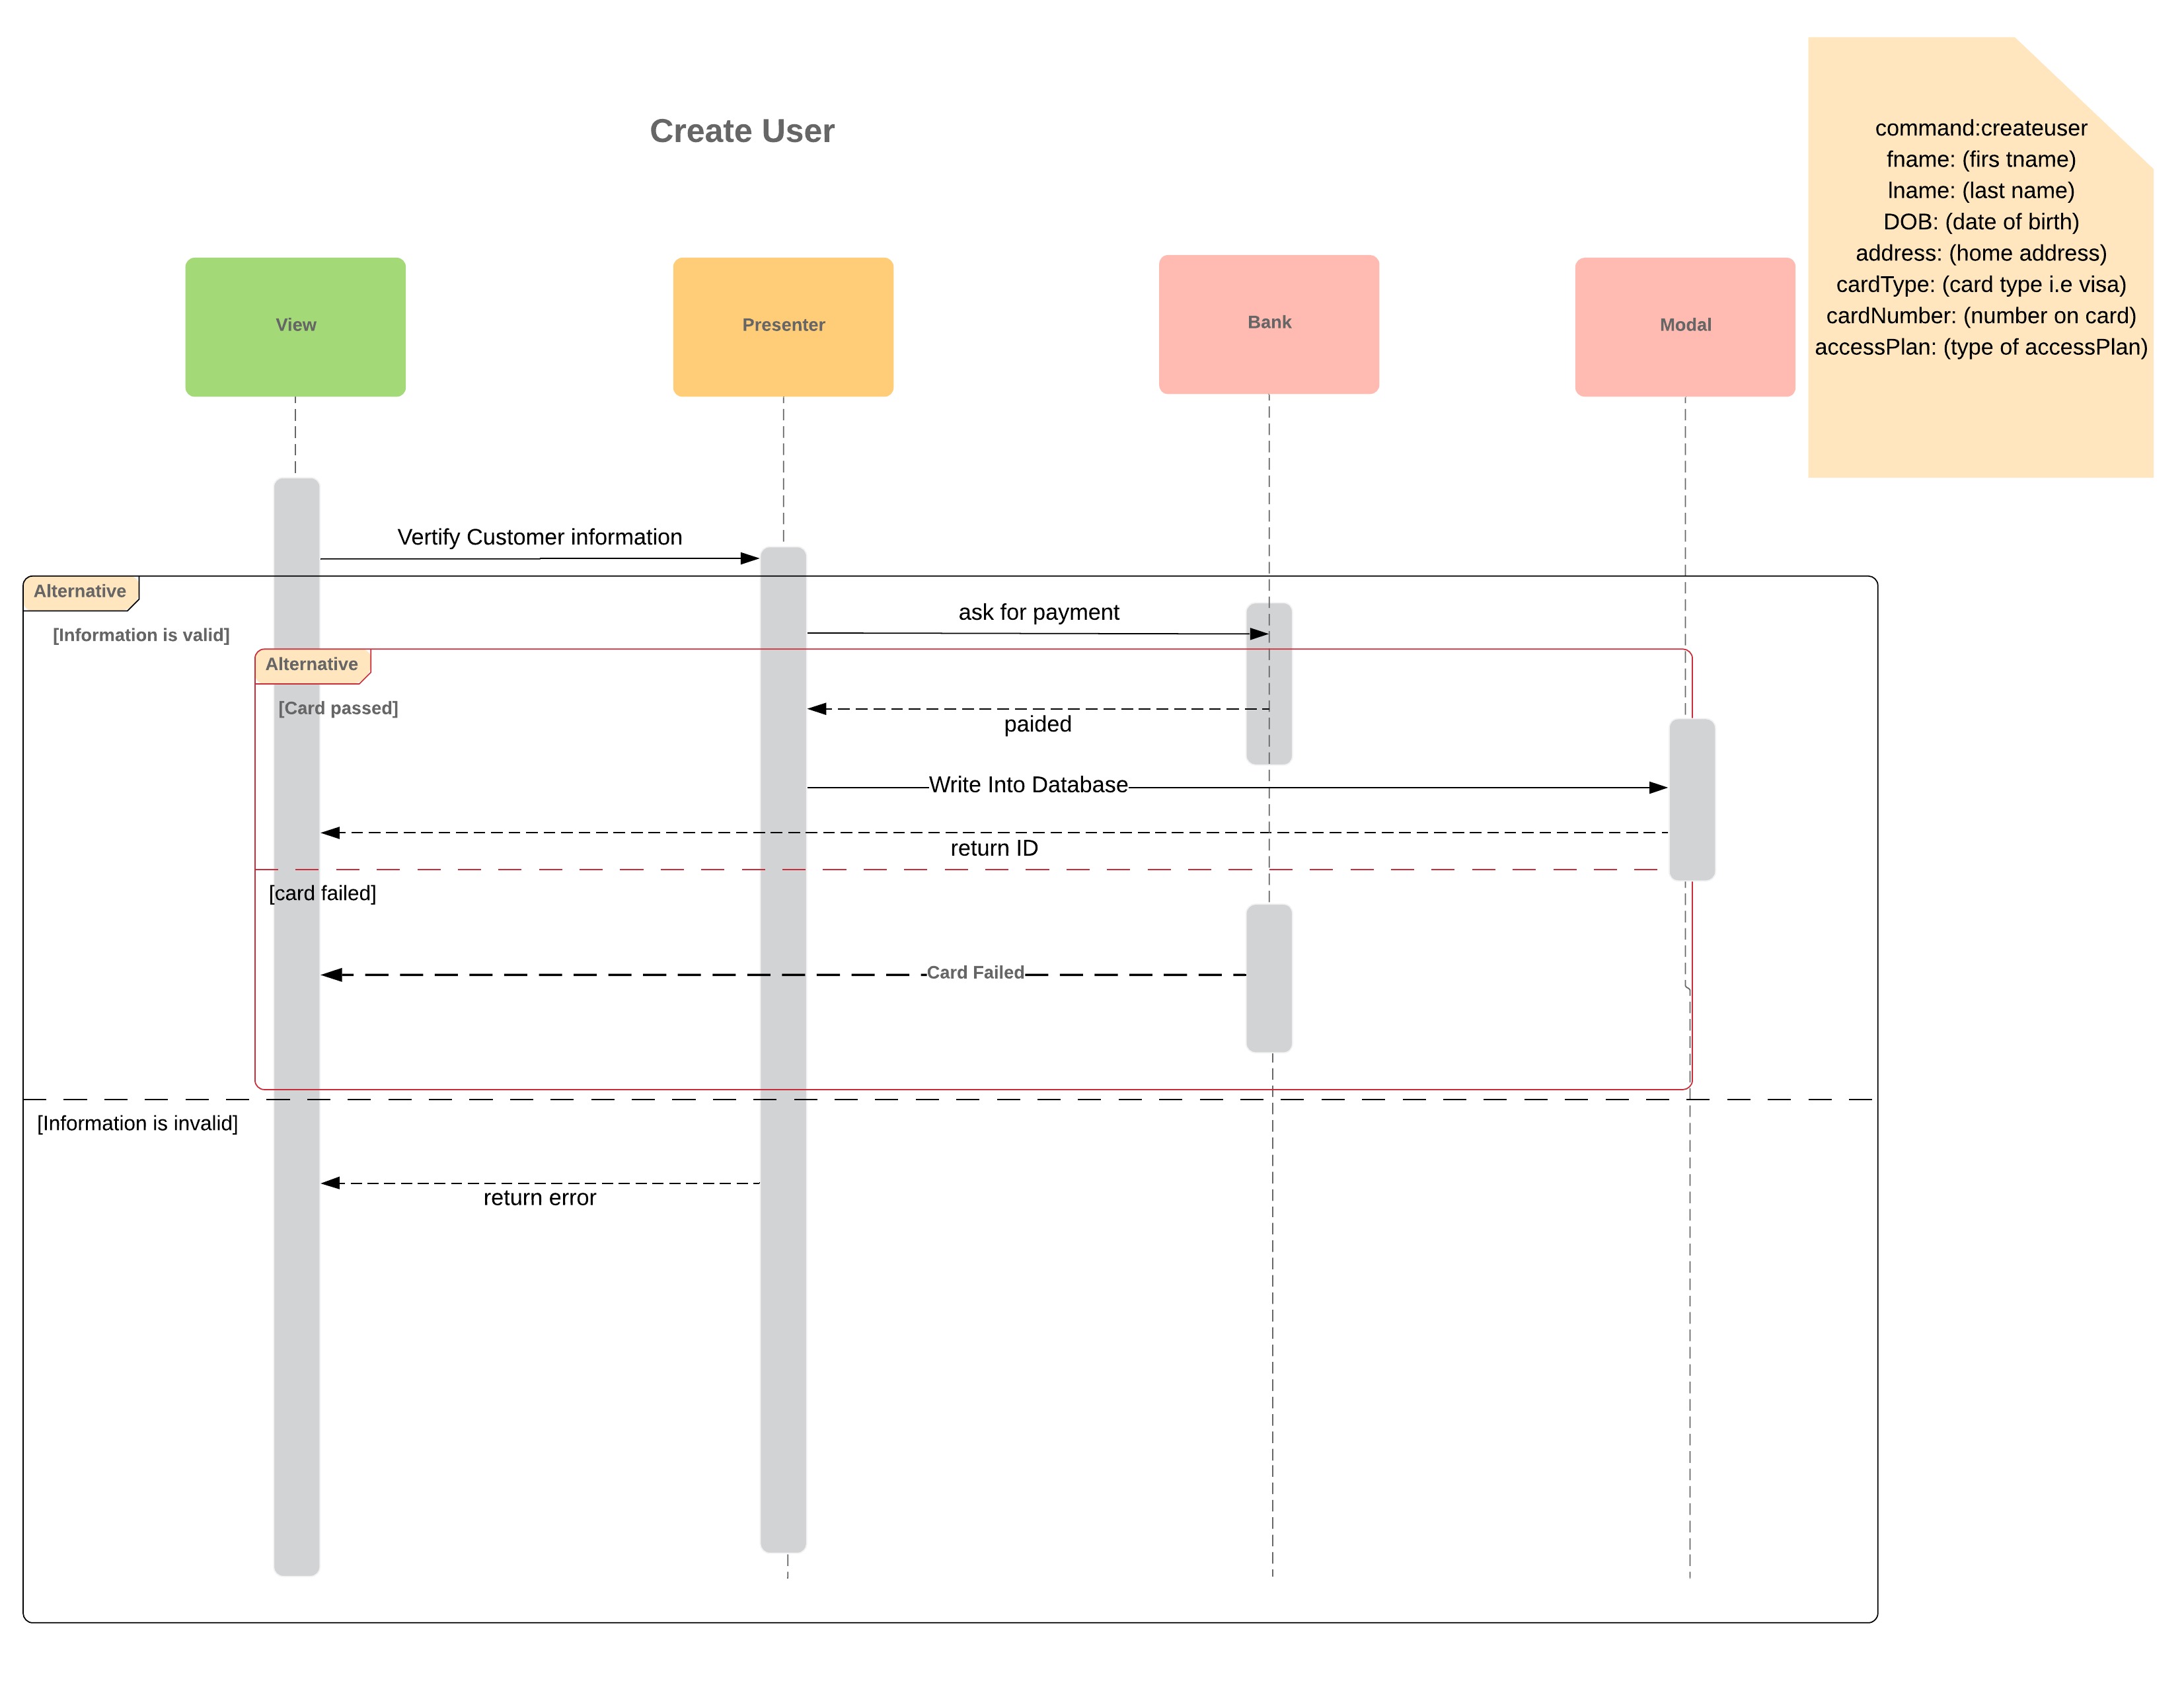 Create User
command:createuser
fname: (firs tname)
lname: (last name)
DOB: (date of birth)
address: (home address)
cardType: (card type i.e visa)
cardNumber: (number on card)
accessPlan: (type of accessPlan)
View
Presenter
Bank
Modal
Vertify Customer information
Alternative
ask for payment
[Information is valid]
Alternative
[Card passed]
paided
Write Into Database
return ID
[card failed]
Card Failed
[Information is invalid]
return error